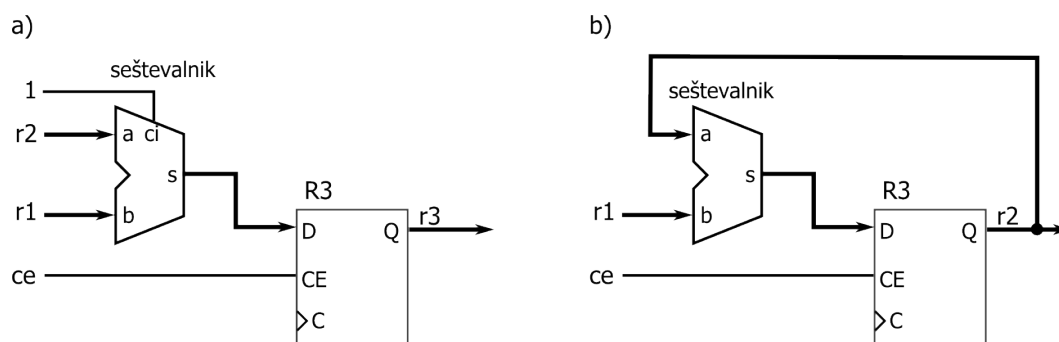 a)
seštevalnik
1
r2
a
ci
s
r1
b
R3
r3
D
Q
ce
CE
C
b)
seštevalnik
a
s
r1
b
R3
r2
D
Q
ce
CE
C